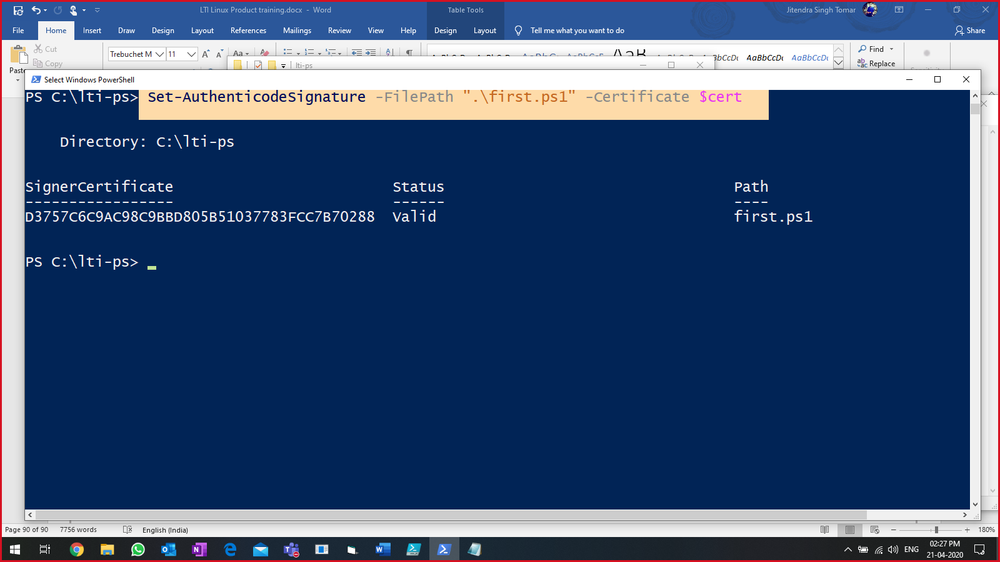 LTI Linux Product training.docx - Word
Table Tools
Jitendra Singh Tomar
File Home Insert Draw Design Layout References Mailings Review View Help Design Layout Tell me what you want to do Share
Cut
Copy
Paste
Trebuchet M 11
lti-ps
AaBbCcDc AaBbCcDc
Find
Replace
Select Windows PowerShell
PS C:\lti-ps> Set-AuthenticodeSignature -FilePath ".\first.ps1" -Certificate $cert
Directory: C:\lti-ps
SignerCertificate Status Path
----------------- ------ ----
D3757C6C9AC98C9BBD805B51037783FCC7B70288 Valid first.ps1
PS C:\lti-ps>
Page 90 of 90 7756 words English (India) 180%
ENG
02:27 PM
21-04-2020